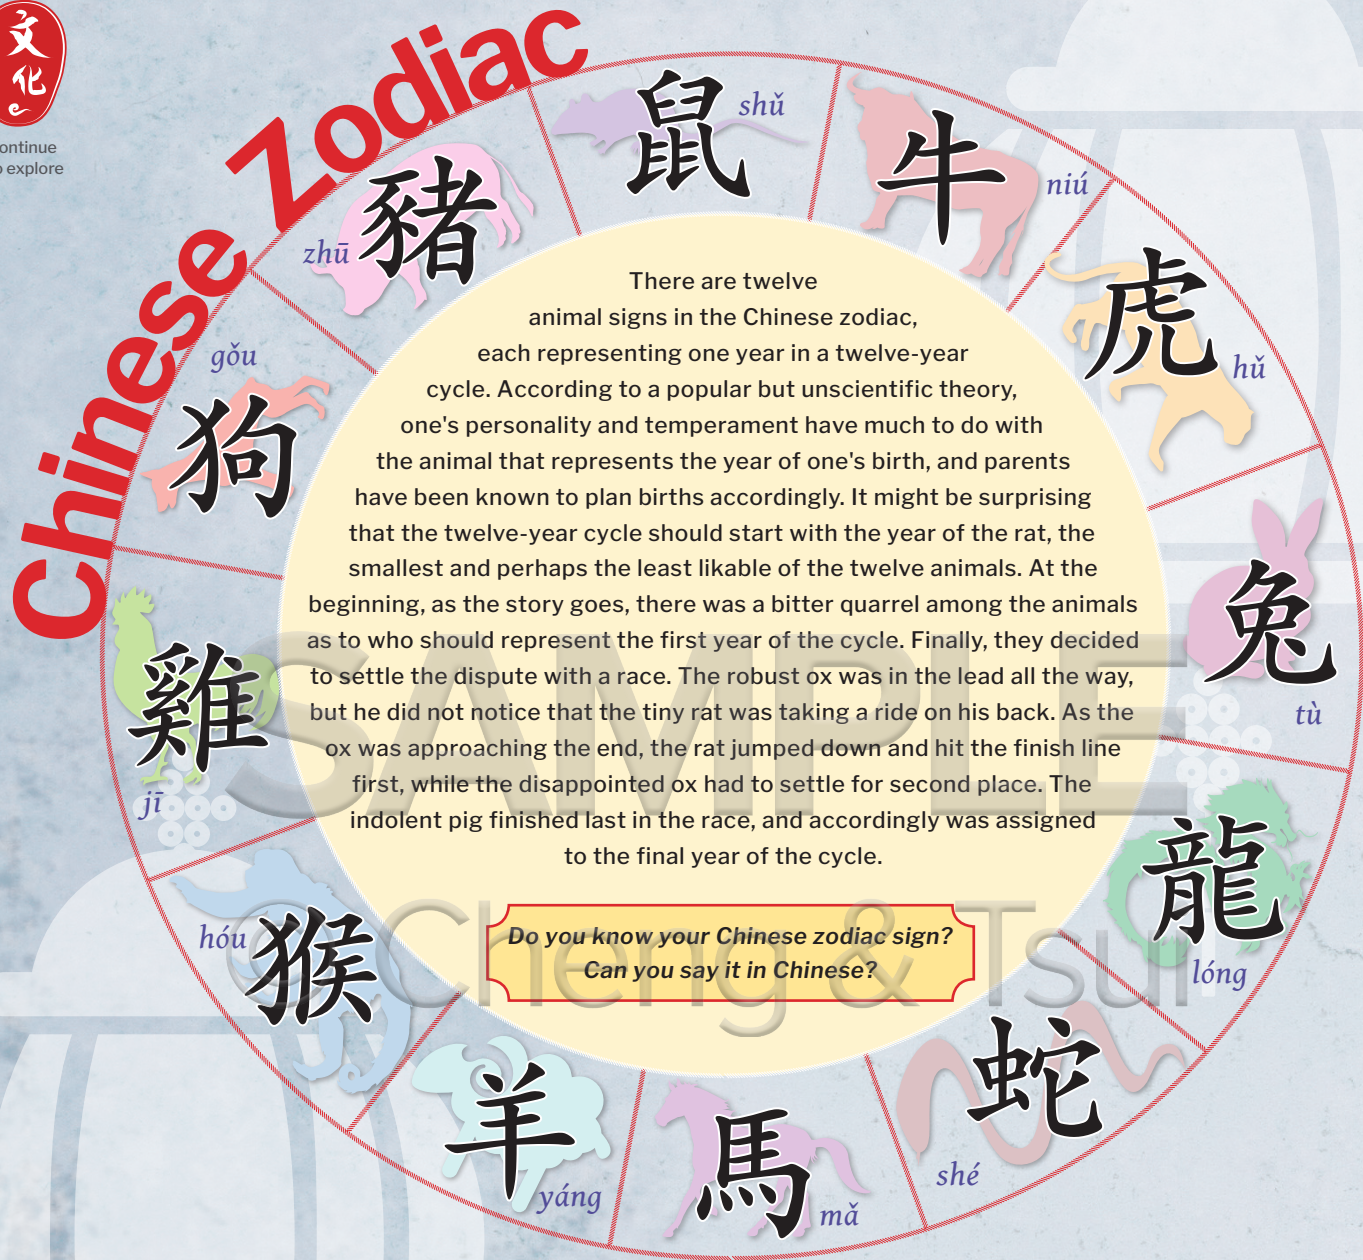 文
化
ontinue
o explore
Chinese Zodiac
鼠
shǔ
牛
niú
虎
hǔ
兔
tù
龍
lóng
蛇
shé
馬
mǎ
羊
yáng
猴
hóu
雞
jī
狗
gǒu
豬
zhū
There are twelve
animal signs in the Chinese zodiac,
each representing one year in a twelve-year
cycle. According to a popular but unscientific theory,
one's personality and temperament have much to do with
the animal that represents the year of one's birth, and parents
have been known to plan births accordingly. It might be surprising
that the twelve-year cycle should start with the year of the rat, the
smallest and perhaps the least likable of the twelve animals. At the
beginning, as the story goes, there was a bitter quarrel among the animals
as to who should represent the first year of the cycle. Finally, they decided
to settle the dispute with a race. The robust ox was in the lead all the way,
but he did not notice that the tiny rat was taking a ride on his back. As the
ox was approaching the end, the rat jumped down and hit the finish line
first, while the disappointed ox had to settle for second place. The
indolent pig finished last in the race, and accordingly was assigned
to the final year of the cycle.
Do you know your Chinese zodiac sign?
Can you say it in Chinese?
SAMPLE
© Cheng & Tsui